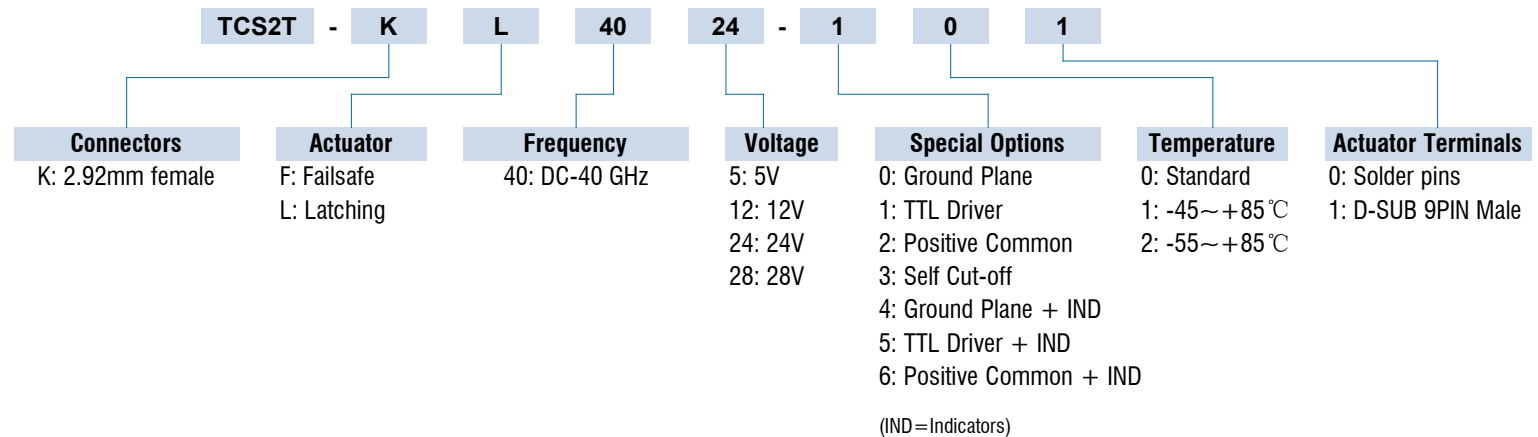 TCS2T - K L 40 24 - 1 0 1
Connectors Actuator Frequency Voltage Special Options Temperature Actuator Terminals
K: 2.92mm female F: Failsafe 40: DC-40 GHz 5: 5V 0: Ground Plane 0: Standard 0: Solder pins
L: Latching 12: 12V 1: TTL Driver 1: -45~+85℃ 1: D-SUB 9PIN Male
24: 24V 2: Positive Common 2: -55~+85℃
28: 28V 3: Self Cut-off
4: Ground Plane + IND
5: TTL Driver + IND
6: Positive Common + IND
(IND=Indicators)